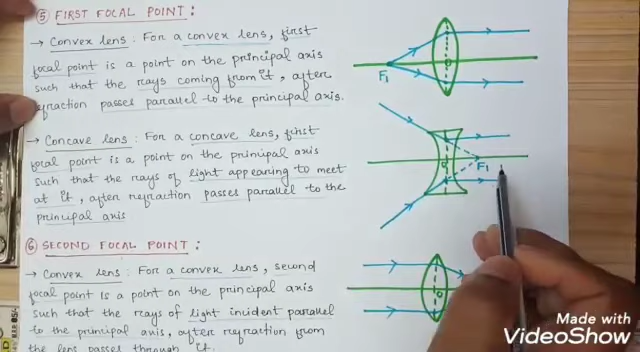 ⑤ FIRST FOCAL POINT:
→ Convex lens: For a convex lens, first
focal point is a point on the principal axis
such that the rays coming from it, after
refraction passes parallel to the principal axis.
→ Concave lens: For a concave lens, first
focal point is a point on the principal axis
such that the rays of light appearing to meet
at it, after refraction passes parallel to the
principal axis
⑥ SECOND FOCAL POINT:
→ Convex lens: For a convex lens, second
focal point is a point on the principal axis
such that the rays of light incident parallel
to the principal axis, after refraction from
the lens passes through it.
F₁
O
F₁
O
Made with
VideoShow